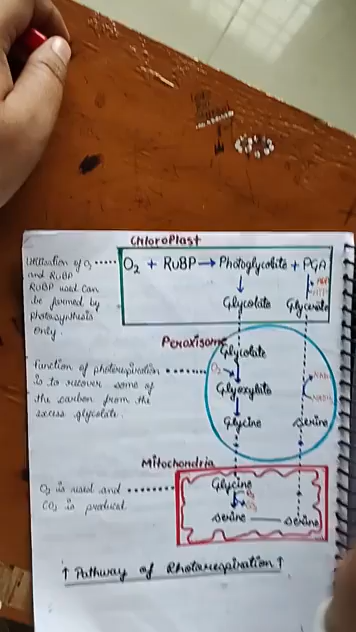 Chloroplast
Utilisation of O₂
and RuBP
RuBP used can
be formed by
photosynthesis
only.
O₂ + RuBP → Photoglycolate + PGA
Glycolate Glycerate
Peroxisome
Glycolate
Function of photorespiration
is to recover some of
the carbon from the
excess glycolate.
O₂
Glyoxylate
Glycine Serine
Mitochondria
O₂ is used and
CO₂ is produced
Glycine
Serine Serine
↑ Pathway of Photorespiration ↑